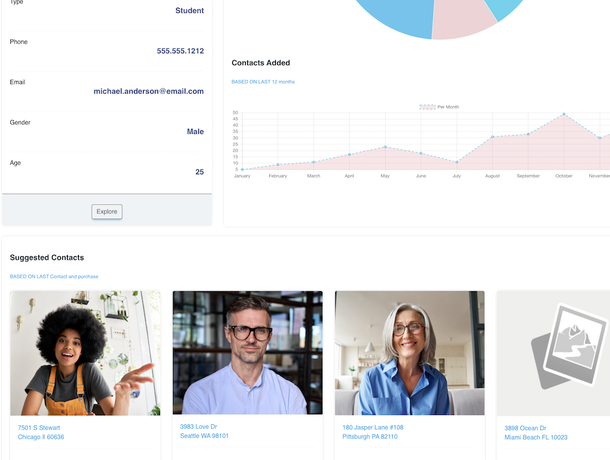 Type
Student
Phone
555.555.1212
Email
michael.anderson@email.com
Gender
Male
Age
25
Explore
Contacts Added
BASED ON LAST 12 months
Per Month
50
45
40
35
30
25
20
15
10
5
January February March April May June July August September October November
Suggested Contacts
BASED ON LAST Contact and purchase
7501 S Stewart
Chicago Il 60636
3983 Love Dr
Seattle WA 98101
180 Jasper Lane #108
Pittsburgh PA 82110
3898 Ocean Dr
Miami Beach FL 10023